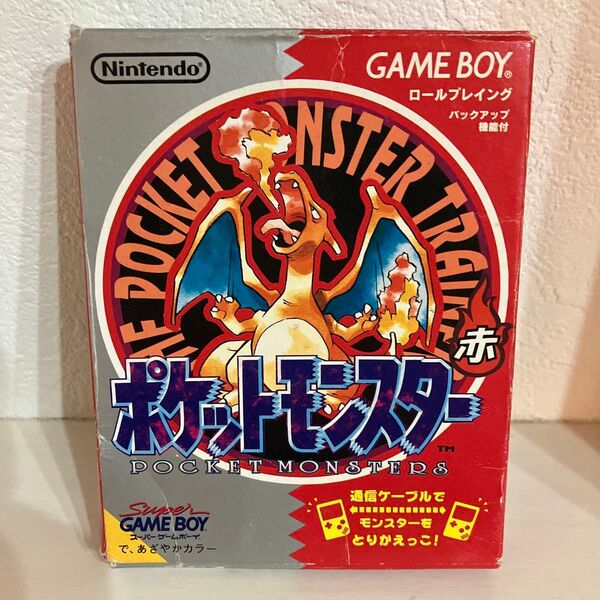 Nintendo®
GAME BOY®
ロールプレイング
バックアップ
機能付
POCKET MONSTER TRAINE
赤
ポケットモンスター
TM
POCKET MONSTERS
Super
GAME BOY
スーパーゲームボーイ
で、あざやかカラー
通信ケーブルで
モンスターを
とりかえっこ!